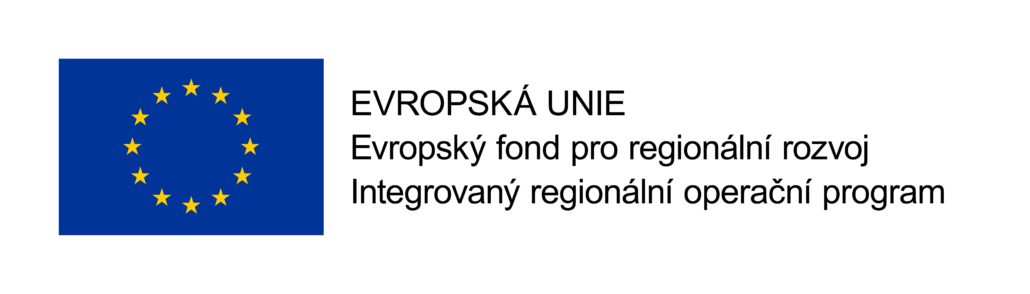 EVROPSKÁ UNIE
Evropský fond pro regionální rozvoj
Integrovaný regionální operační program